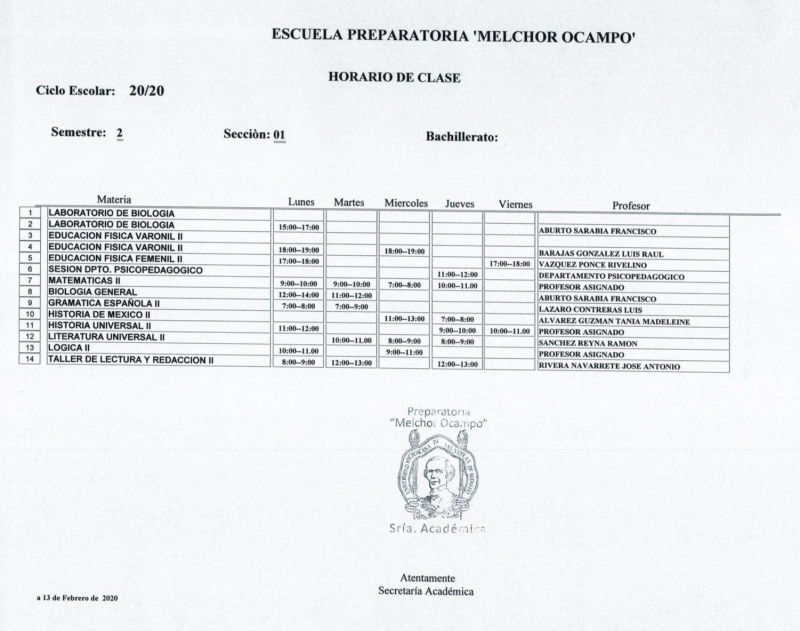 ESCUELA PREPARATORIA 'MELCHOR OCAMPO'
HORARIO DE CLASE
Ciclo Escolar: 20/20
Semestre: 2 Secciòn: 01 Bachillerato:
Materia Lunes Martes Miercoles Jueves Viernes Profesor
1 LABORATORIO DE BIOLOGIA
2 LABORATORIO DE BIOLOGIA 15:00--17:00 ABURTO SARABIA FRANCISCO
3 EDUCACION FISICA VARONIL II
4 EDUCACION FISICA VARONIL II 18:00--19:00 18:00--19:00 BARAJAS GONZALEZ LUIS RAUL
5 EDUCACION FISICA FEMENIL II 17:00--18:00 17:00--18:00 VAZQUEZ PONCE RIVELINO
6 SESION DPTO. PSICOPEDAGOGICO 11:00--12:00 DEPARTAMENTO PSICOPEDAGOGICO
7 MATEMATICAS II 9:00--10:00 9:00--10:00 7:00--8:00 10:00--11.00 PROFESOR ASIGNADO
8 BIOLOGIA GENERAL 12:00--14:00 11:00--12:00 ABURTO SARABIA FRANCISCO
9 GRAMATICA ESPAÑOLA II 7:00--8:00 7:00--9:00 LAZARO CONTRERAS LUIS
10 HISTORIA DE MEXICO II 11:00--13:00 7:00--8:00 ALVAREZ GUZMAN TANIA MADELEINE
11 HISTORIA UNIVERSAL II 11:00--12:00 9:00--10:00 10:00--11.00 PROFESOR ASIGNADO
12 LITERATURA UNIVERSAL II 10:00--11.00 8:00--9:00 8:00--9:00 SANCHEZ REYNA RAMON
13 LOGICA II 10:00--11.00 9:00--11:00 PROFESOR ASIGNADO
14 TALLER DE LECTURA Y REDACCION II 8:00--9:00 12:00--13:00 12:00--13:00 RIVERA NAVARRETE JOSE ANTONIO
Preparatoria
"Melchor Ocampo"
Sría. Académica
Atentamente
Secretaría Académica
a 13 de Febrero de 2020